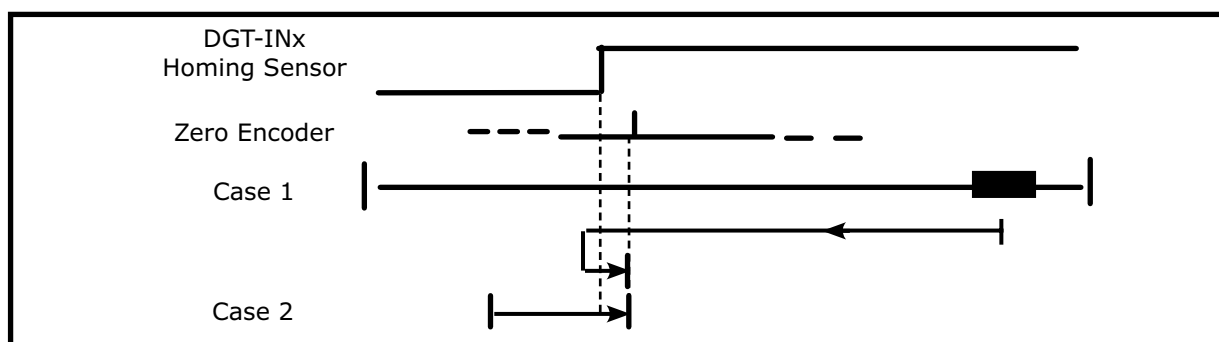 DGT-INx
Homing Sensor
Zero Encoder
Case 1
Case 2